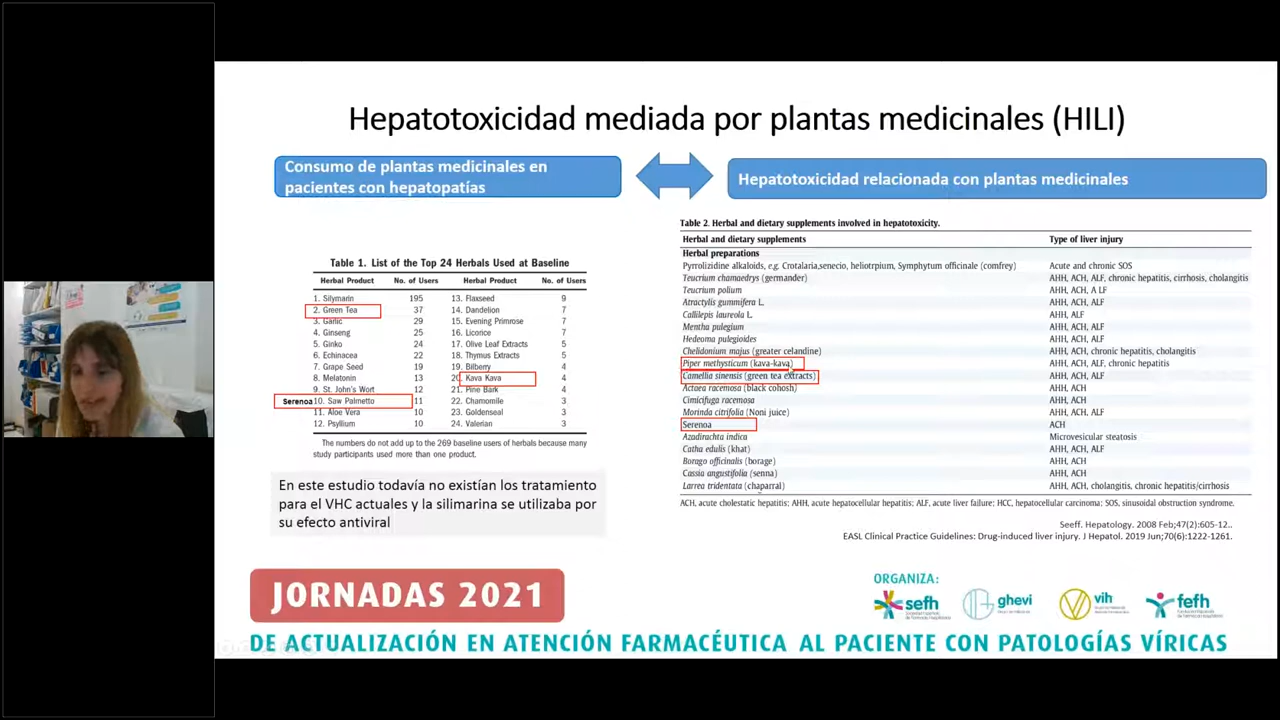 Hepatotoxicidad mediada por plantas medicinales (HILI)
Consumo de plantas medicinales en
pacientes con hepatopatías
Hepatotoxicidad relacionada con plantas medicinales
Table 1. List of the Top 24 Herbals Used at Baseline
Herbal Product No. of Users Herbal Product No. of Users
1. Silymarin 195 13. Flaxseed 9
2. Green Tea 37 14. Dandelion 7
3. Garlic 29 15. Evening Primrose 7
4. Ginseng 25 16. Licorice 7
5. Ginko 24 17. Olive Leaf Extracts 5
6. Echinacea 22 18. Thymus Extracts 5
7. Grape Seed 19 19. Bilberry 4
8. Melatonin 13 20. Kava Kava 4
9. St. John's Wort 12 21. Pine Bark 4
Serenoa 10. Saw Palmetto 11 22. Chamomile 3
11. Aloe Vera 10 23. Goldenseal 3
12. Psyllium 10 24. Valerian 3
The numbers do not add up to the 269 baseline users of herbals because many
study participants used more than one product.
En este estudio todavía no existían los tratamiento
para el VHC actuales y la silimarina se utilizaba por
su efecto antiviral
Table 2. Herbal and dietary supplements involved in hepatotoxicity.
Herbal and dietary supplements Type of liver injury
Herbal preparations
Pyrrolizidine alkaloids, e.g. Crotalaria,senecio, heliotrpium, Symphytum officinale (comfrey) Acute and chronic SOS
Teucrium chamaedrys (germander) AHH, ACH, ALF, chronic hepatitis, cirrhosis, cholangitis
Teucrium polium AHH, ACH, A LF
Atractylis gummifera L. AHH, ACH, ALF
Callilepis laureola L. AHH, ALF
Mentha pulegium AHH, ACH, ALF
Hedeoma pulegioides AHH, ACH, ALF
Chelidonium majus (greater celandine) AHH, ACH, chronic hepatitis, cholangitis
Piper methysticum (kava-kava) AHH, ACH, ALF, chronic hepatitis
Camellia sinensis (green tea extracts) AHH, ACH, ALF
Actaea racemosa (black cohosh) AHH, ACH
Cimicifuga racemosa AHH, ACH
Morinda citrifolia (Noni juice) AHH, ACH, ALF
Serenoa ACH
Azadirachta indica Microvesicular steatosis
Catha edulis (khat) AHH, ACH, ALF
Borago officinalis (borage) AHH, ACH
Cassia angustifolia (senna) AHH, ACH
Larrea tridentata (chaparral) AHH, ACH, cholangitis, chronic hepatitis/cirrhosis
ACH, acute cholestatic hepatitis; AHH, acute hepatocellular hepatitis; ALF, acute liver failure; HCC, hepatocellular carcinoma; SOS, sinusoidal obstruction syndrome.
Seeff. Hepatology. 2008 Feb;47(2):605-12..
EASL Clinical Practice Guidelines: Drug-induced liver injury. J Hepatol. 2019 Jun;70(6):1222-1261.
JORNADAS 2021
ORGANIZA:
sefh
ghevi
vih
fefh
DE ACTUALIZACIÓN EN ATENCIÓN FARMACÉUTICA AL PACIENTE CON PATOLOGÍAS VÍRICAS